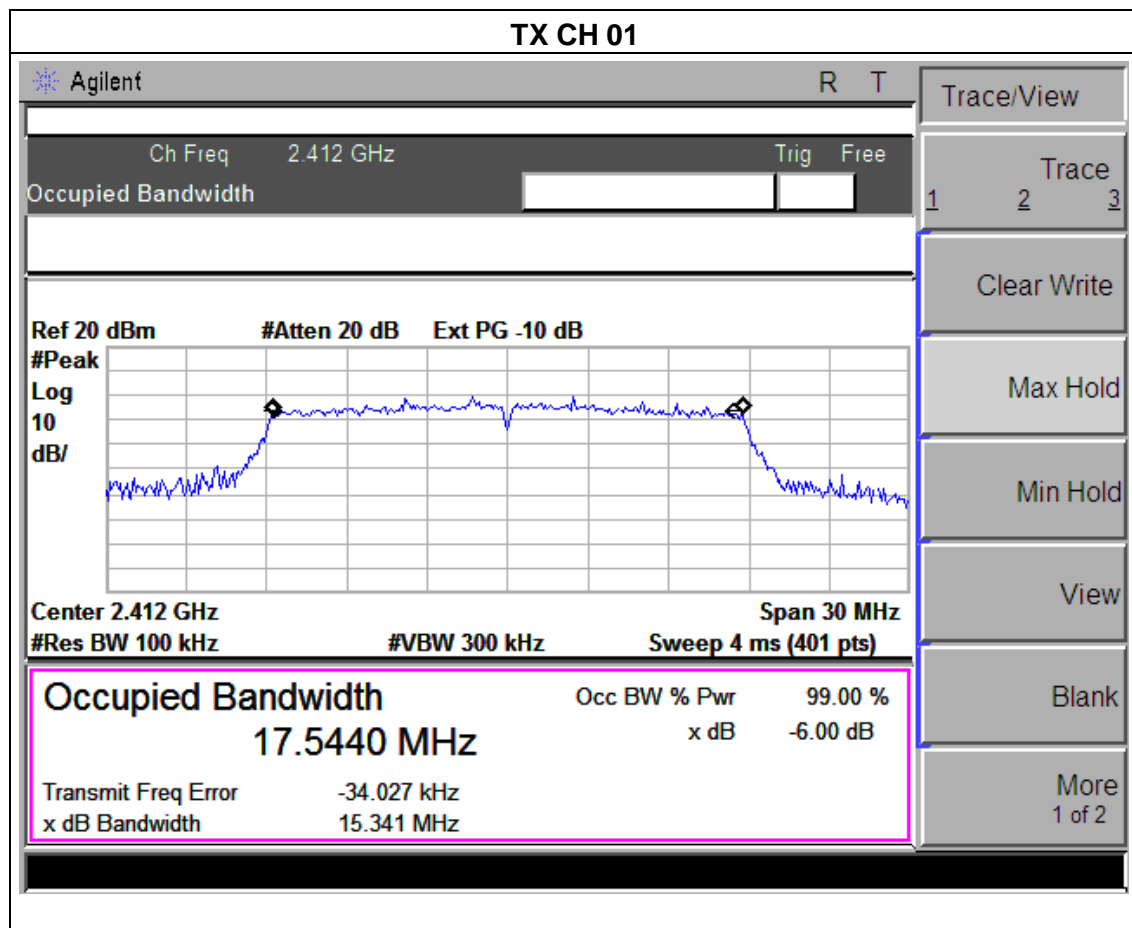 TX CH 01
Agilent R T
Trace/View
Ch Freq 2.412 GHz Trig Free
Occupied Bandwidth
Trace
1 2 3
Clear Write
Ref 20 dBm #Atten 20 dB Ext PG -10 dB
#Peak
Log
10
dB/
Max Hold
Min Hold
View
Center 2.412 GHz Span 30 MHz
#Res BW 100 kHz #VBW 300 kHz Sweep 4 ms (401 pts)
Occupied Bandwidth Occ BW % Pwr 99.00 %
17.5440 MHz x dB -6.00 dB
Blank
Transmit Freq Error -34.027 kHz
x dB Bandwidth 15.341 MHz
More
1 of 2